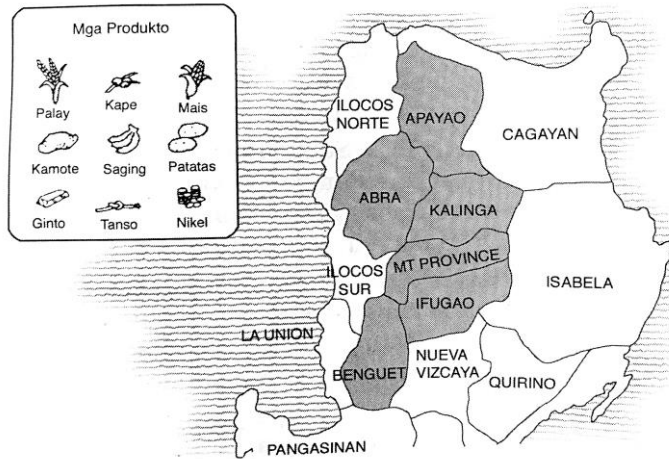 Mga Produkto
Palay Kape Mais
Kamote Saging Patatas
Ginto Tanso Nikel
ILOCOS
NORTE
APAYAO
CAGAYAN
ABRA
KALINGA
ILOCOS
SUR
MT PROVINCE
IFUGAO
ISABELA
LA UNION
BENGUET
NUEVA
VIZCAYA
QUIRINO
PANGASINAN